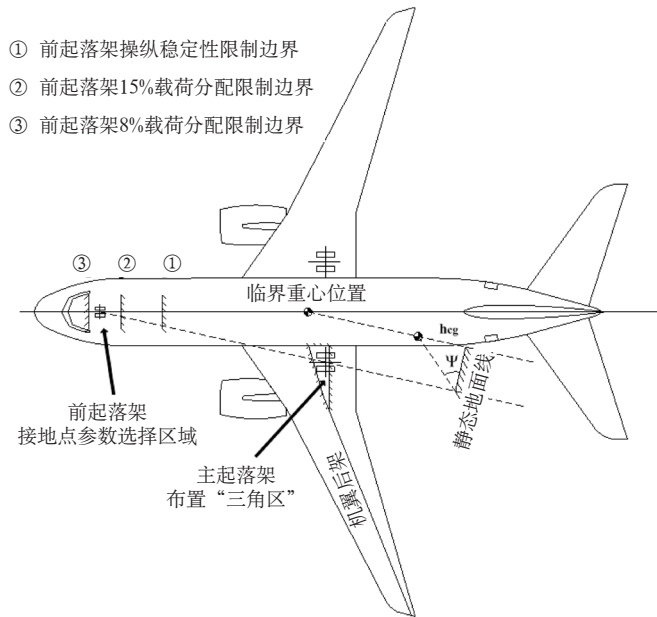 ① 前起落架操纵稳定性限制边界
② 前起落架15%载荷分配限制边界
③ 前起落架8%载荷分配限制边界
③ ② ①
临界重心位置
hcg
Ψ
静态地面线
前起落架
接地点参数选择区域
主起落架
布置“三角区”
机翼后架